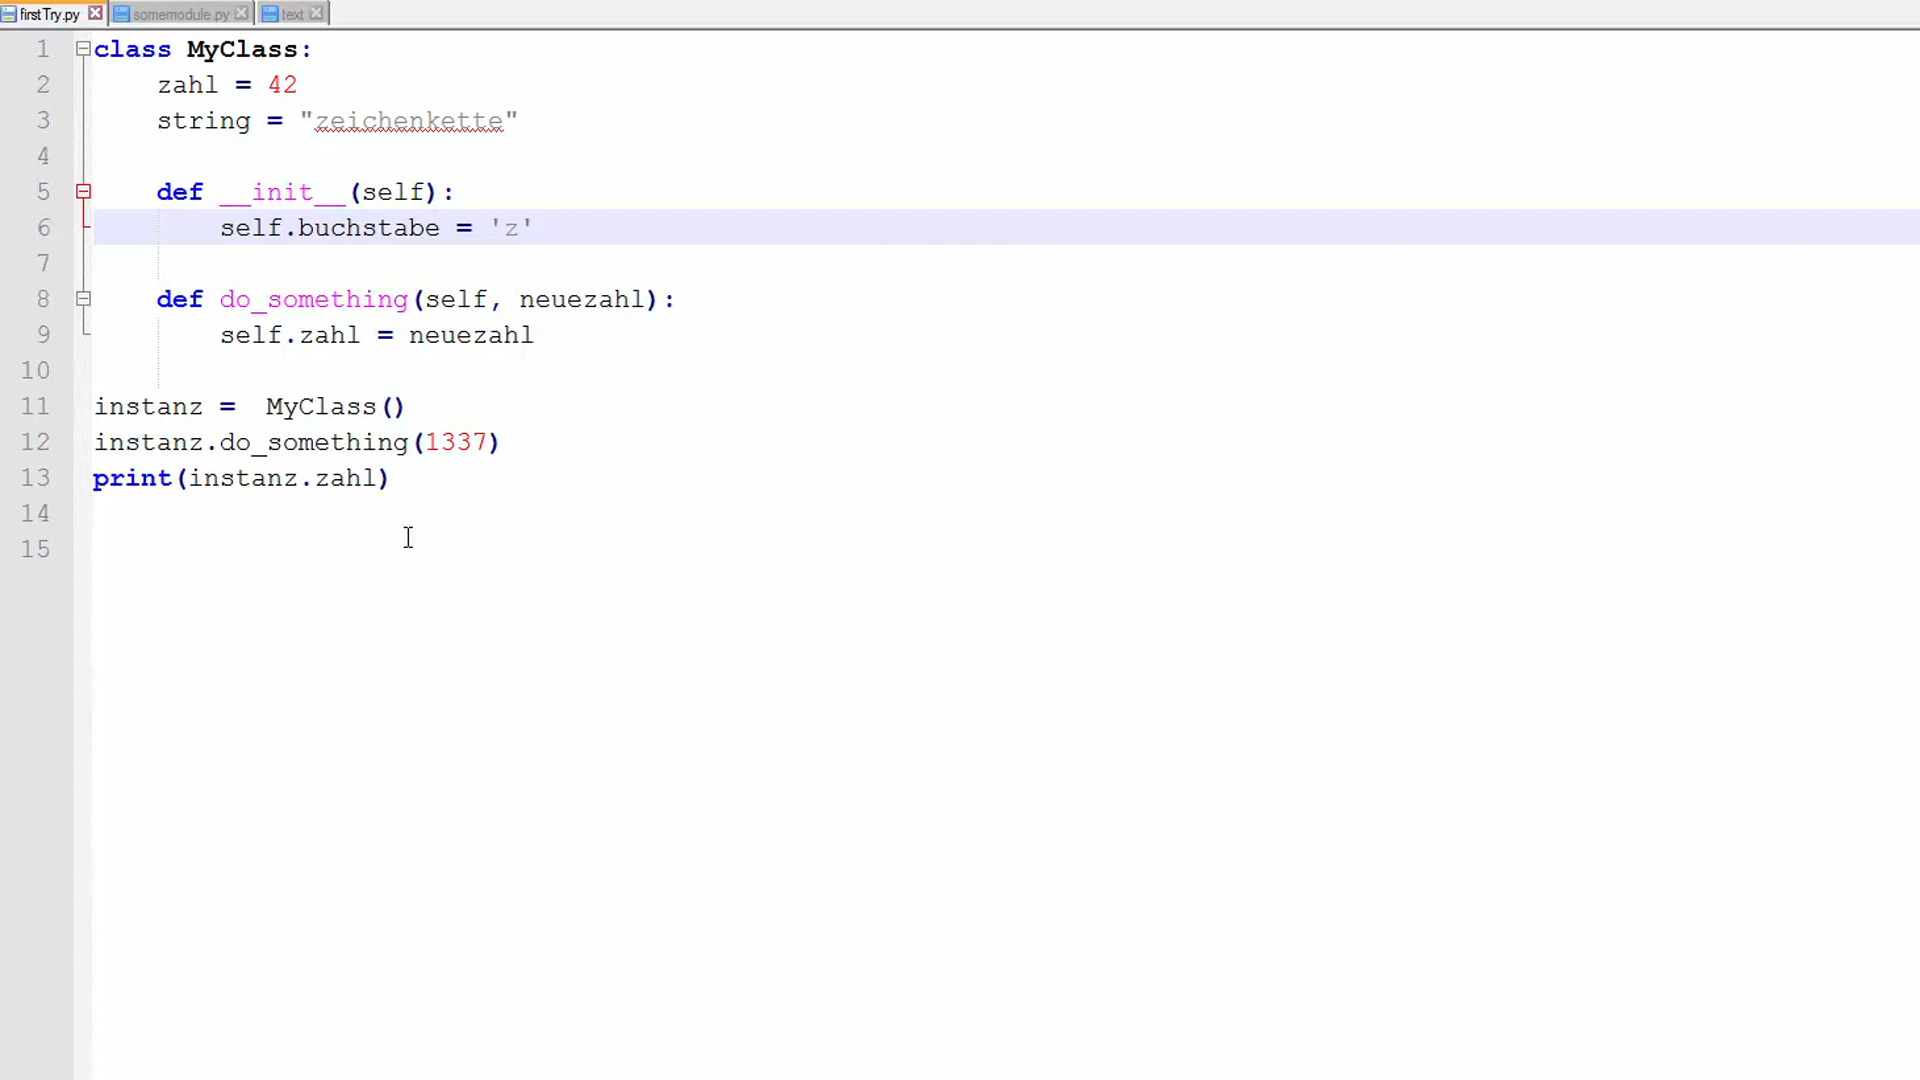 firstTry.py somemodule.py text
1 class MyClass:
2 zahl = 42
3 string = "zeichenkette"
4
5 def __init__(self):
6 self.buchstabe = 'z'
7
8 def do_something(self, neuezahl):
9 self.zahl = neuezahl
10
11 instanz =  MyClass()
12 instanz.do_something(1337)
13 print(instanz.zahl)
14
15